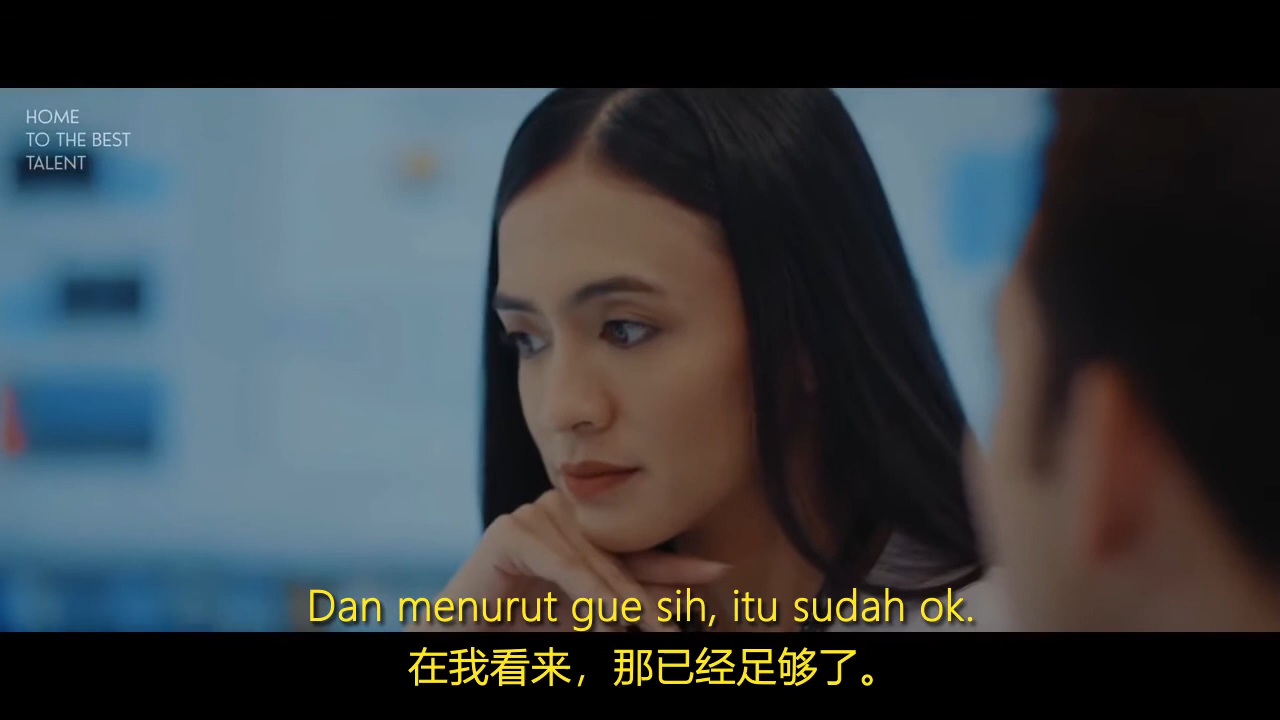 HOME
TO THE BEST
TALENT
Dan menurut gue sih, itu sudah ok.
在我看来，那已经足够了。